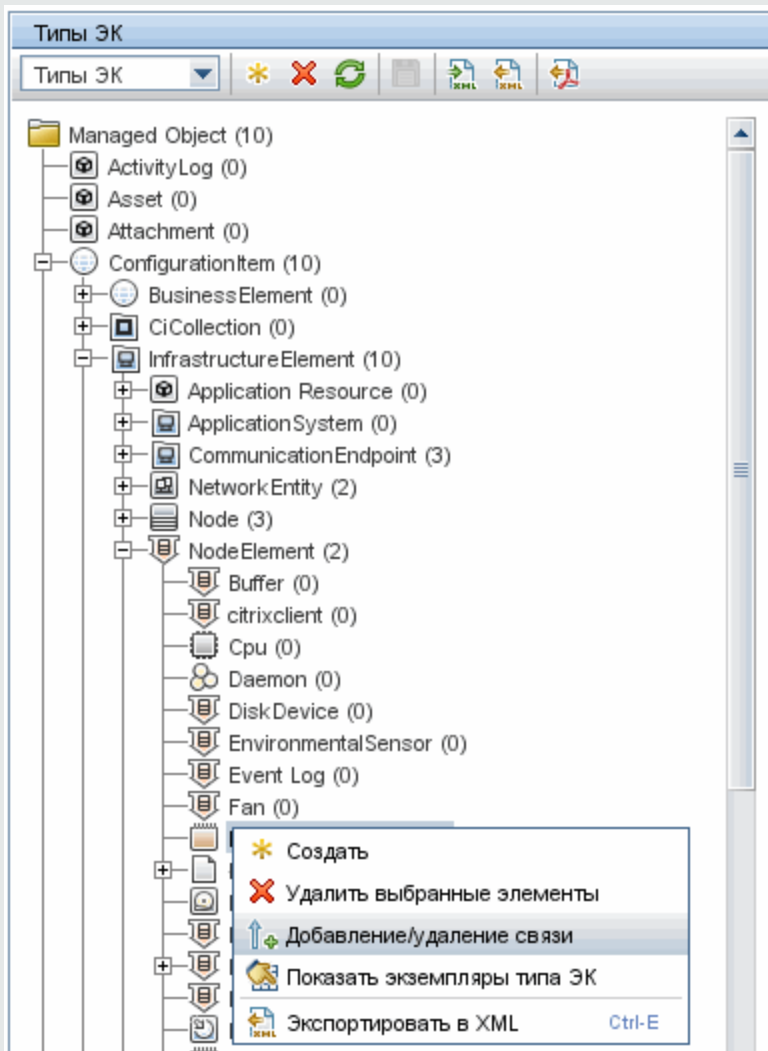 Типы ЭК
Типы ЭК
Managed Object (10)
ActivityLog (0)
Asset (0)
Attachment (0)
ConfigurationItem (10)
BusinessElement (0)
CiCollection (0)
InfrastructureElement (10)
Application Resource (0)
ApplicationSystem (0)
CommunicationEndpoint (3)
NetworkEntity (2)
Node (3)
NodeElement (2)
Buffer (0)
citrixclient (0)
Cpu (0)
Daemon (0)
DiskDevice (0)
EnvironmentalSensor (0)
Event Log (0)
Fan (0)
Создать
Удалить выбранные элементы
Добавление/удаление связи
Показать экземпляры типа ЭК
Экспортировать в XML Ctrl-E